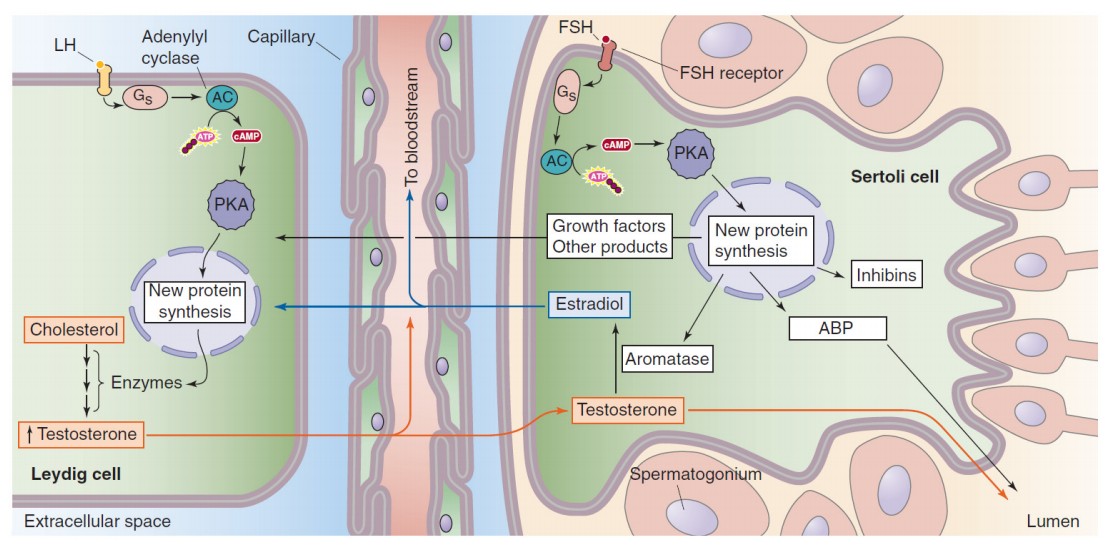 LH
Adenylyl
cyclase
Gs
AC
ATP
cAMP
PKA
New protein
synthesis
Cholesterol
Enzymes
↑ Testosterone
Leydig cell
Extracellular space
Capillary
To bloodstream
FSH
FSH receptor
Gs
AC
cAMP
ATP
PKA
Sertoli cell
Growth factors
Other products
New protein
synthesis
Inhibins
Estradiol
ABP
Aromatase
Testosterone
Spermatogonium
Lumen